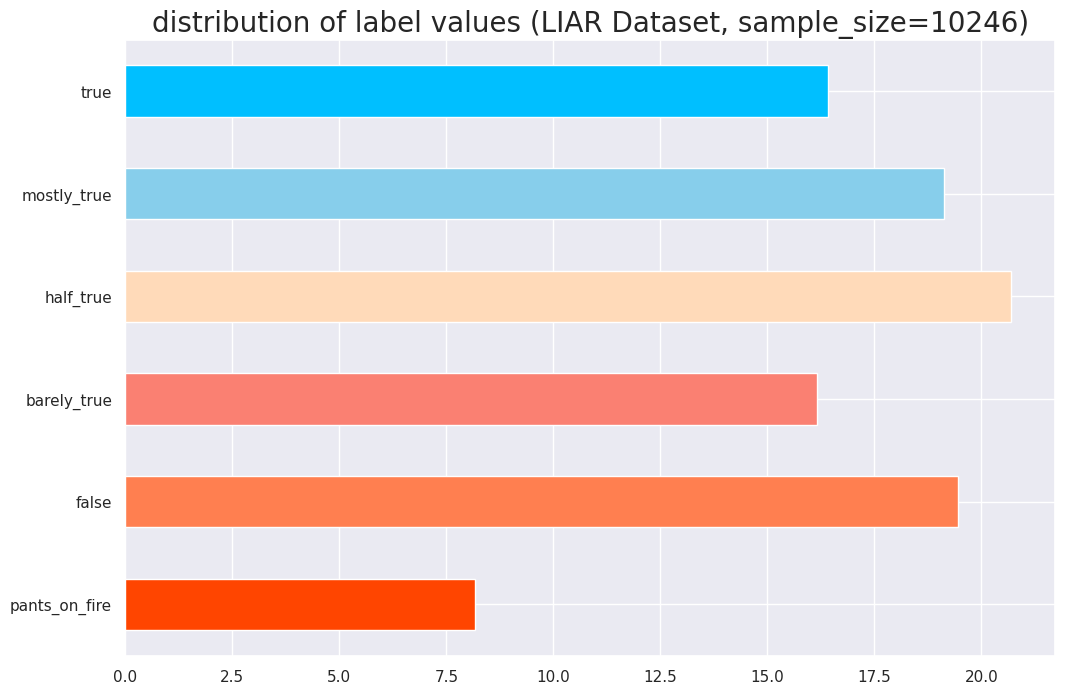 distribution of label values (LIAR Dataset, sample_size=10246)
true
mostly_true
half_true
barely_true
false
pants_on_fire
0.0 2.5 5.0 7.5 10.0 12.5 15.0 17.5 20.0